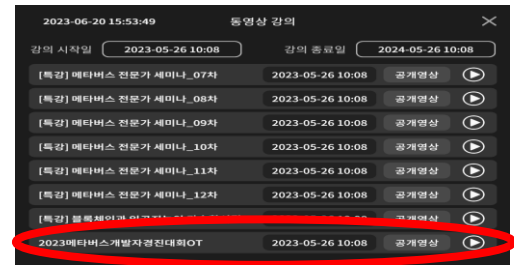 2023-06-20 15:53:49 동영상 강의
강의 시작일 2023-05-26 10:08 강의 종료일 2024-05-26 10:08
[특강] 메타버스 전문가 세미나_07차 2023-05-26 10:08 공개영상
[특강] 메타버스 전문가 세미나_08차 2023-05-26 10:08 공개영상
[특강] 메타버스 전문가 세미나_09차 2023-05-26 10:08 공개영상
[특강] 메타버스 전문가 세미나_10차 2023-05-26 10:08 공개영상
[특강] 메타버스 전문가 세미나_11차 2023-05-26 10:08 공개영상
[특강] 메타버스 전문가 세미나_12차 2023-05-26 10:08 공개영상
[특강] 블록체인과
2023메타버스개발자경진대회OT 2023-05-26 10:08 공개영상